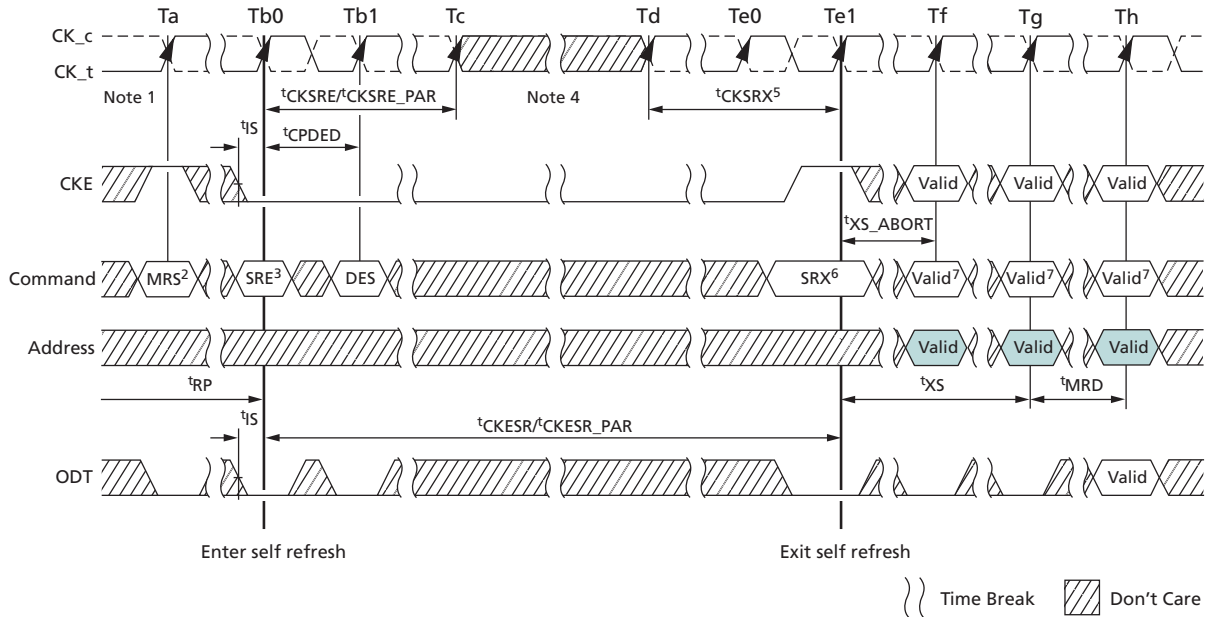 Ta Tb0 Tb1 Tc Td Te0 Te1 Tf Tg Th
CK_c
CK_t
Note 1 tCKSRE/tCKSRE_PAR Note 4 tCKSRX5
tIS tCPDED
CKE Valid Valid Valid
tXS_ABORT
Command MRS2 SRE3 DES SRX6 Valid7 Valid7 Valid7
Address Valid Valid Valid
tRP tXS tMRD
tIS tCKESR/tCKESR_PAR
ODT Valid
Enter self refresh Exit self refresh
Time Break Don't Care